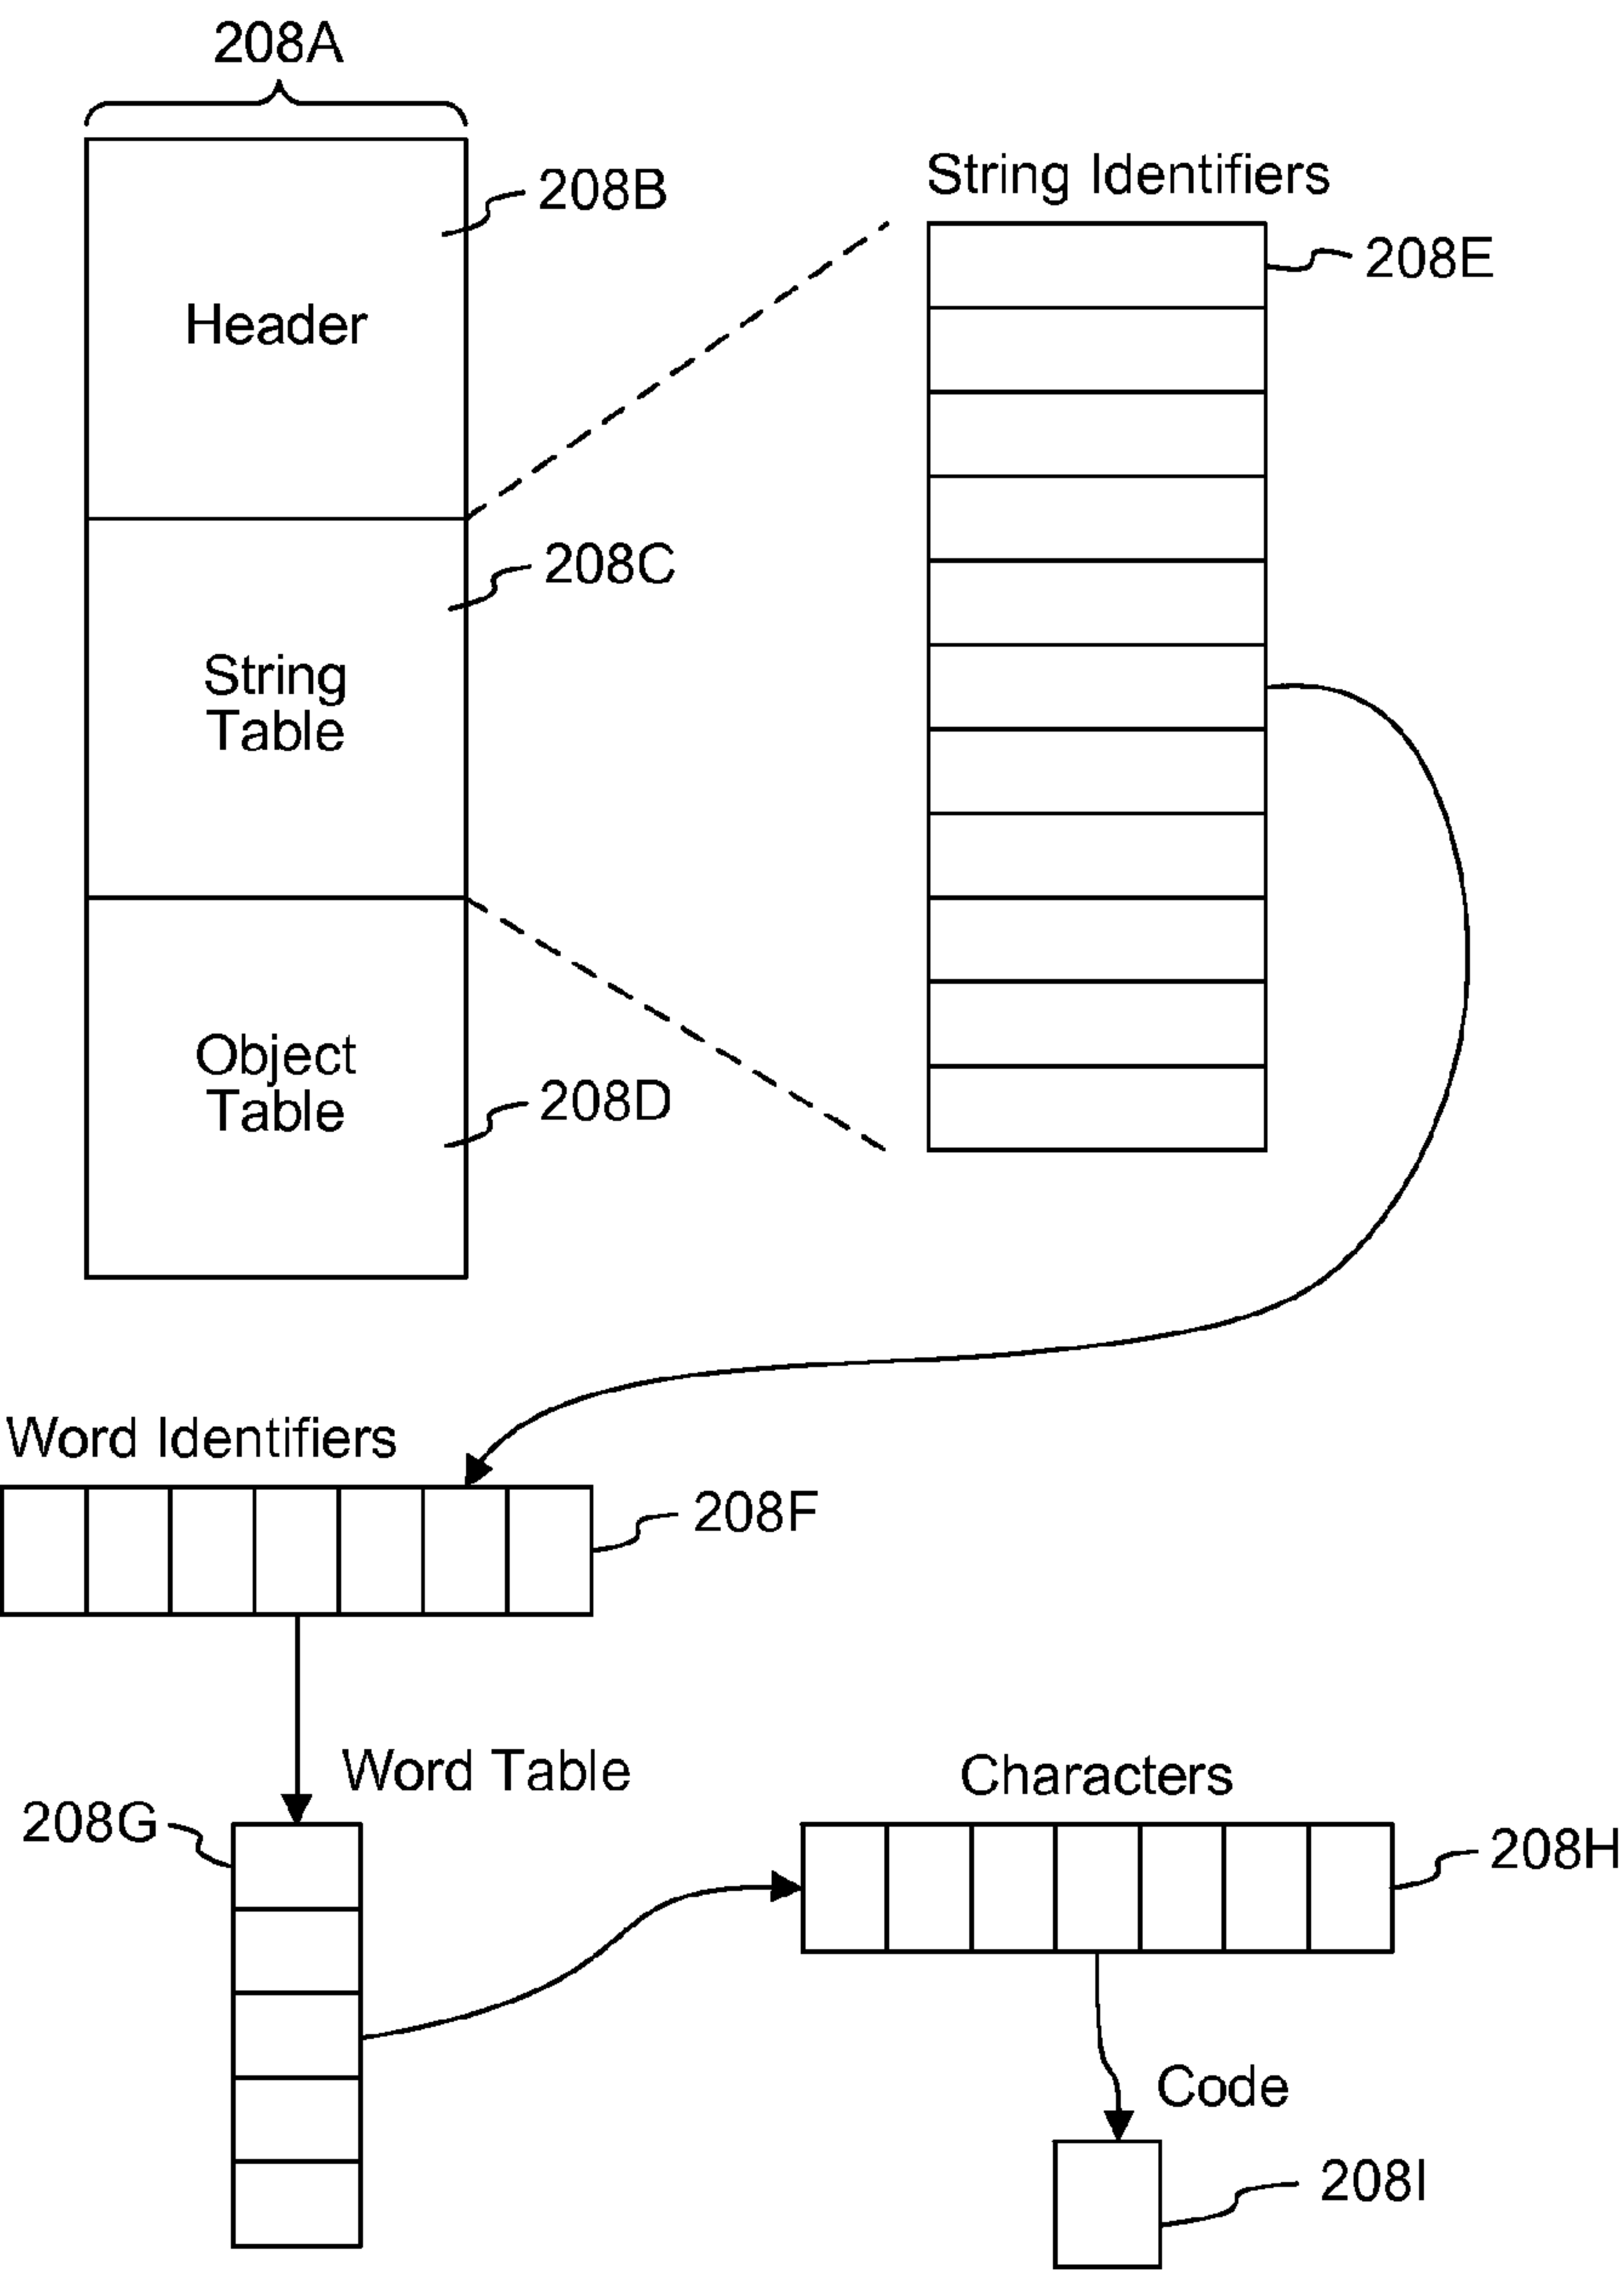 208A
208B
Header
String Identifiers
208E
208C
String
Table
Object
Table
208D
Word Identifiers
208F
Word Table
208G
Characters
208H
Code
208I